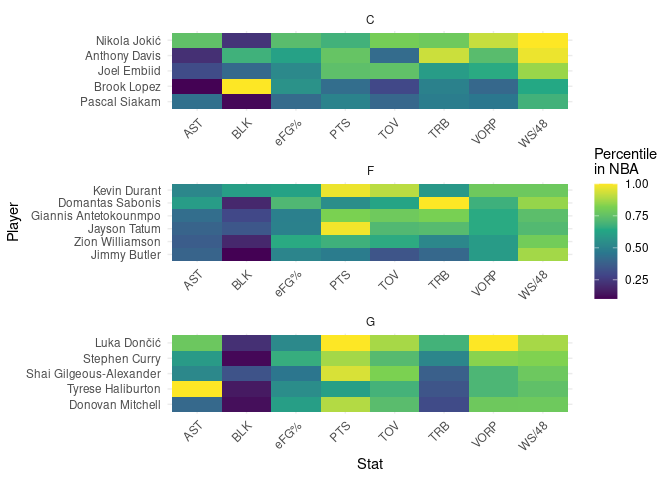 C
Nikola Jokić
Anthony Davis
Joel Embiid
Brook Lopez
Pascal Siakam
AST BLK eFG% PTS TOV TRB VORP WS/48
F
Kevin Durant
Domantas Sabonis
Giannis Antetokounmpo
Jayson Tatum
Zion Williamson
Jimmy Butler
AST BLK eFG% PTS TOV TRB VORP WS/48
G
Luka Dončić
Stephen Curry
Shai Gilgeous-Alexander
Tyrese Haliburton
Donovan Mitchell
AST BLK eFG% PTS TOV TRB VORP WS/48
Stat
Player
Percentile
in NBA
1.00
0.75
0.50
0.25